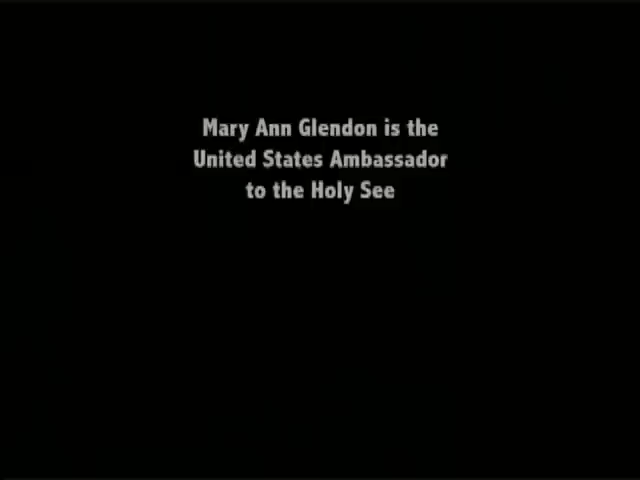 Mary Ann Glendon is the
United States Ambassador
to the Holy See